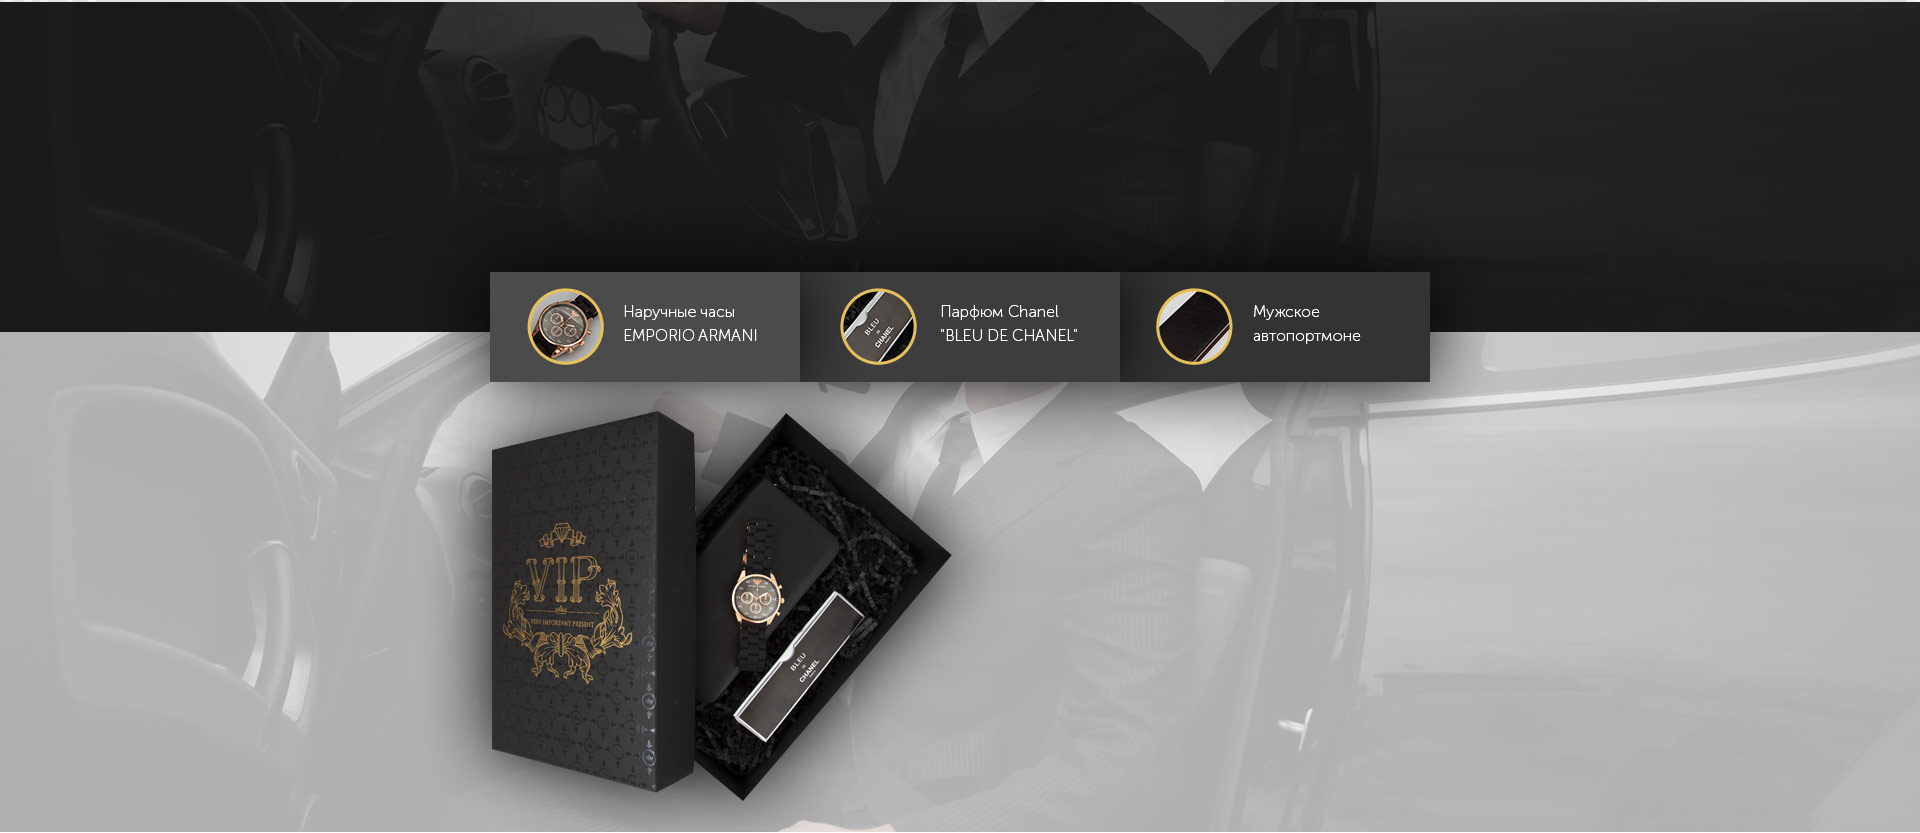 Наручные часы
EMPORIO ARMANI
Парфюм Chanel
"BLEU DE CHANEL"
Мужское
автопортмоне
BLEU
DE
CHANEL
VIP
VERY IMPORTANT PRESENT
BLEU
DE
CHANEL